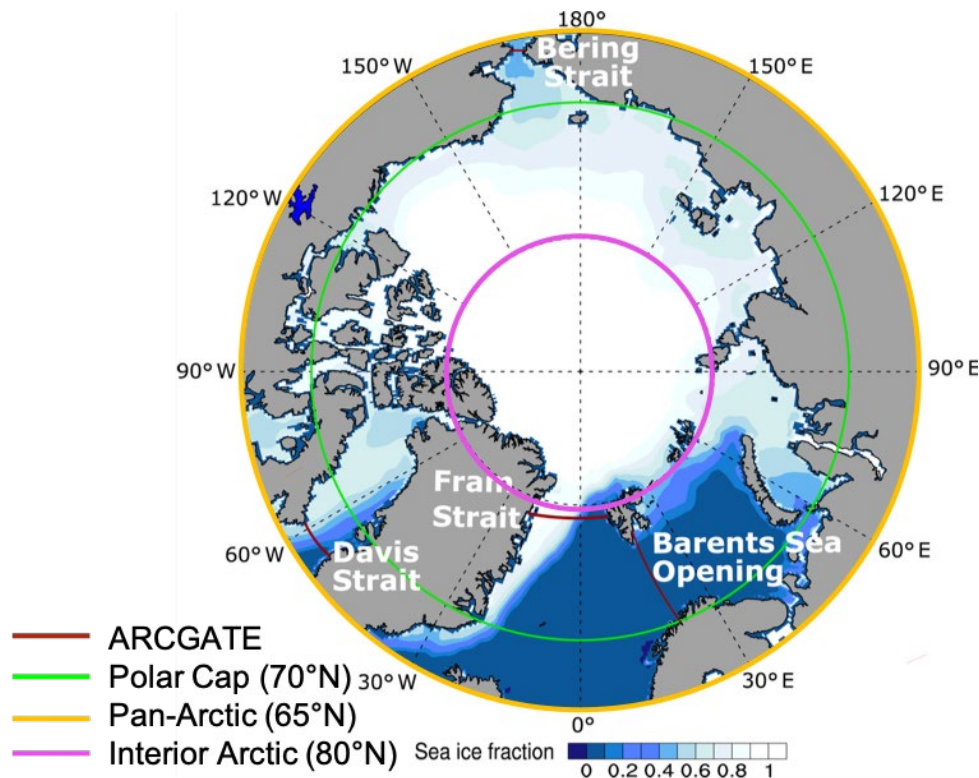 180°
150°W
150°E
Bering
Strait
120°W
120°E
90°W
90°E
Fram
Strait
60°W
Davis
Strait
Barents Sea
Opening
60°E
30°W
30°E
0°
ARCGATE
Polar Cap (70°N)
Pan-Arctic (65°N)
Interior Arctic (80°N)
Sea ice fraction
0 0.2 0.4 0.6 0.8 1